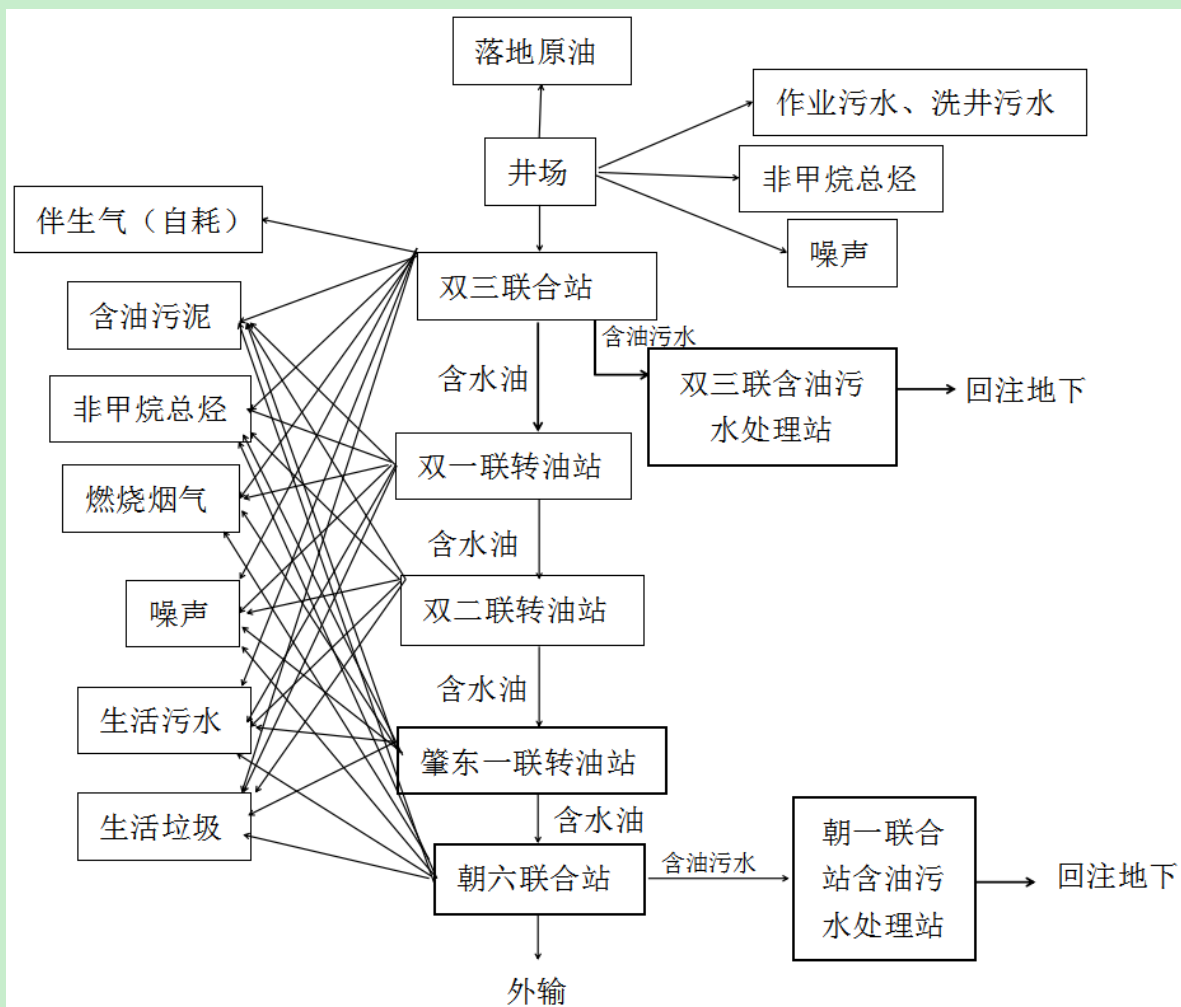 落地原油
作业污水、洗井污水
井场
非甲烷总烃
伴生气（自耗）
噪声
双三联合站
含油污泥
含油污水
含水油
双三联含油污
水处理站
回注地下
非甲烷总烃
双一联转油站
燃烧烟气
含水油
噪声
双二联转油站
含水油
生活污水
肇东一联转油站
生活垃圾
含水油
朝六联合站
含油污水
朝一联合
站含油污
水处理站
回注地下
外输